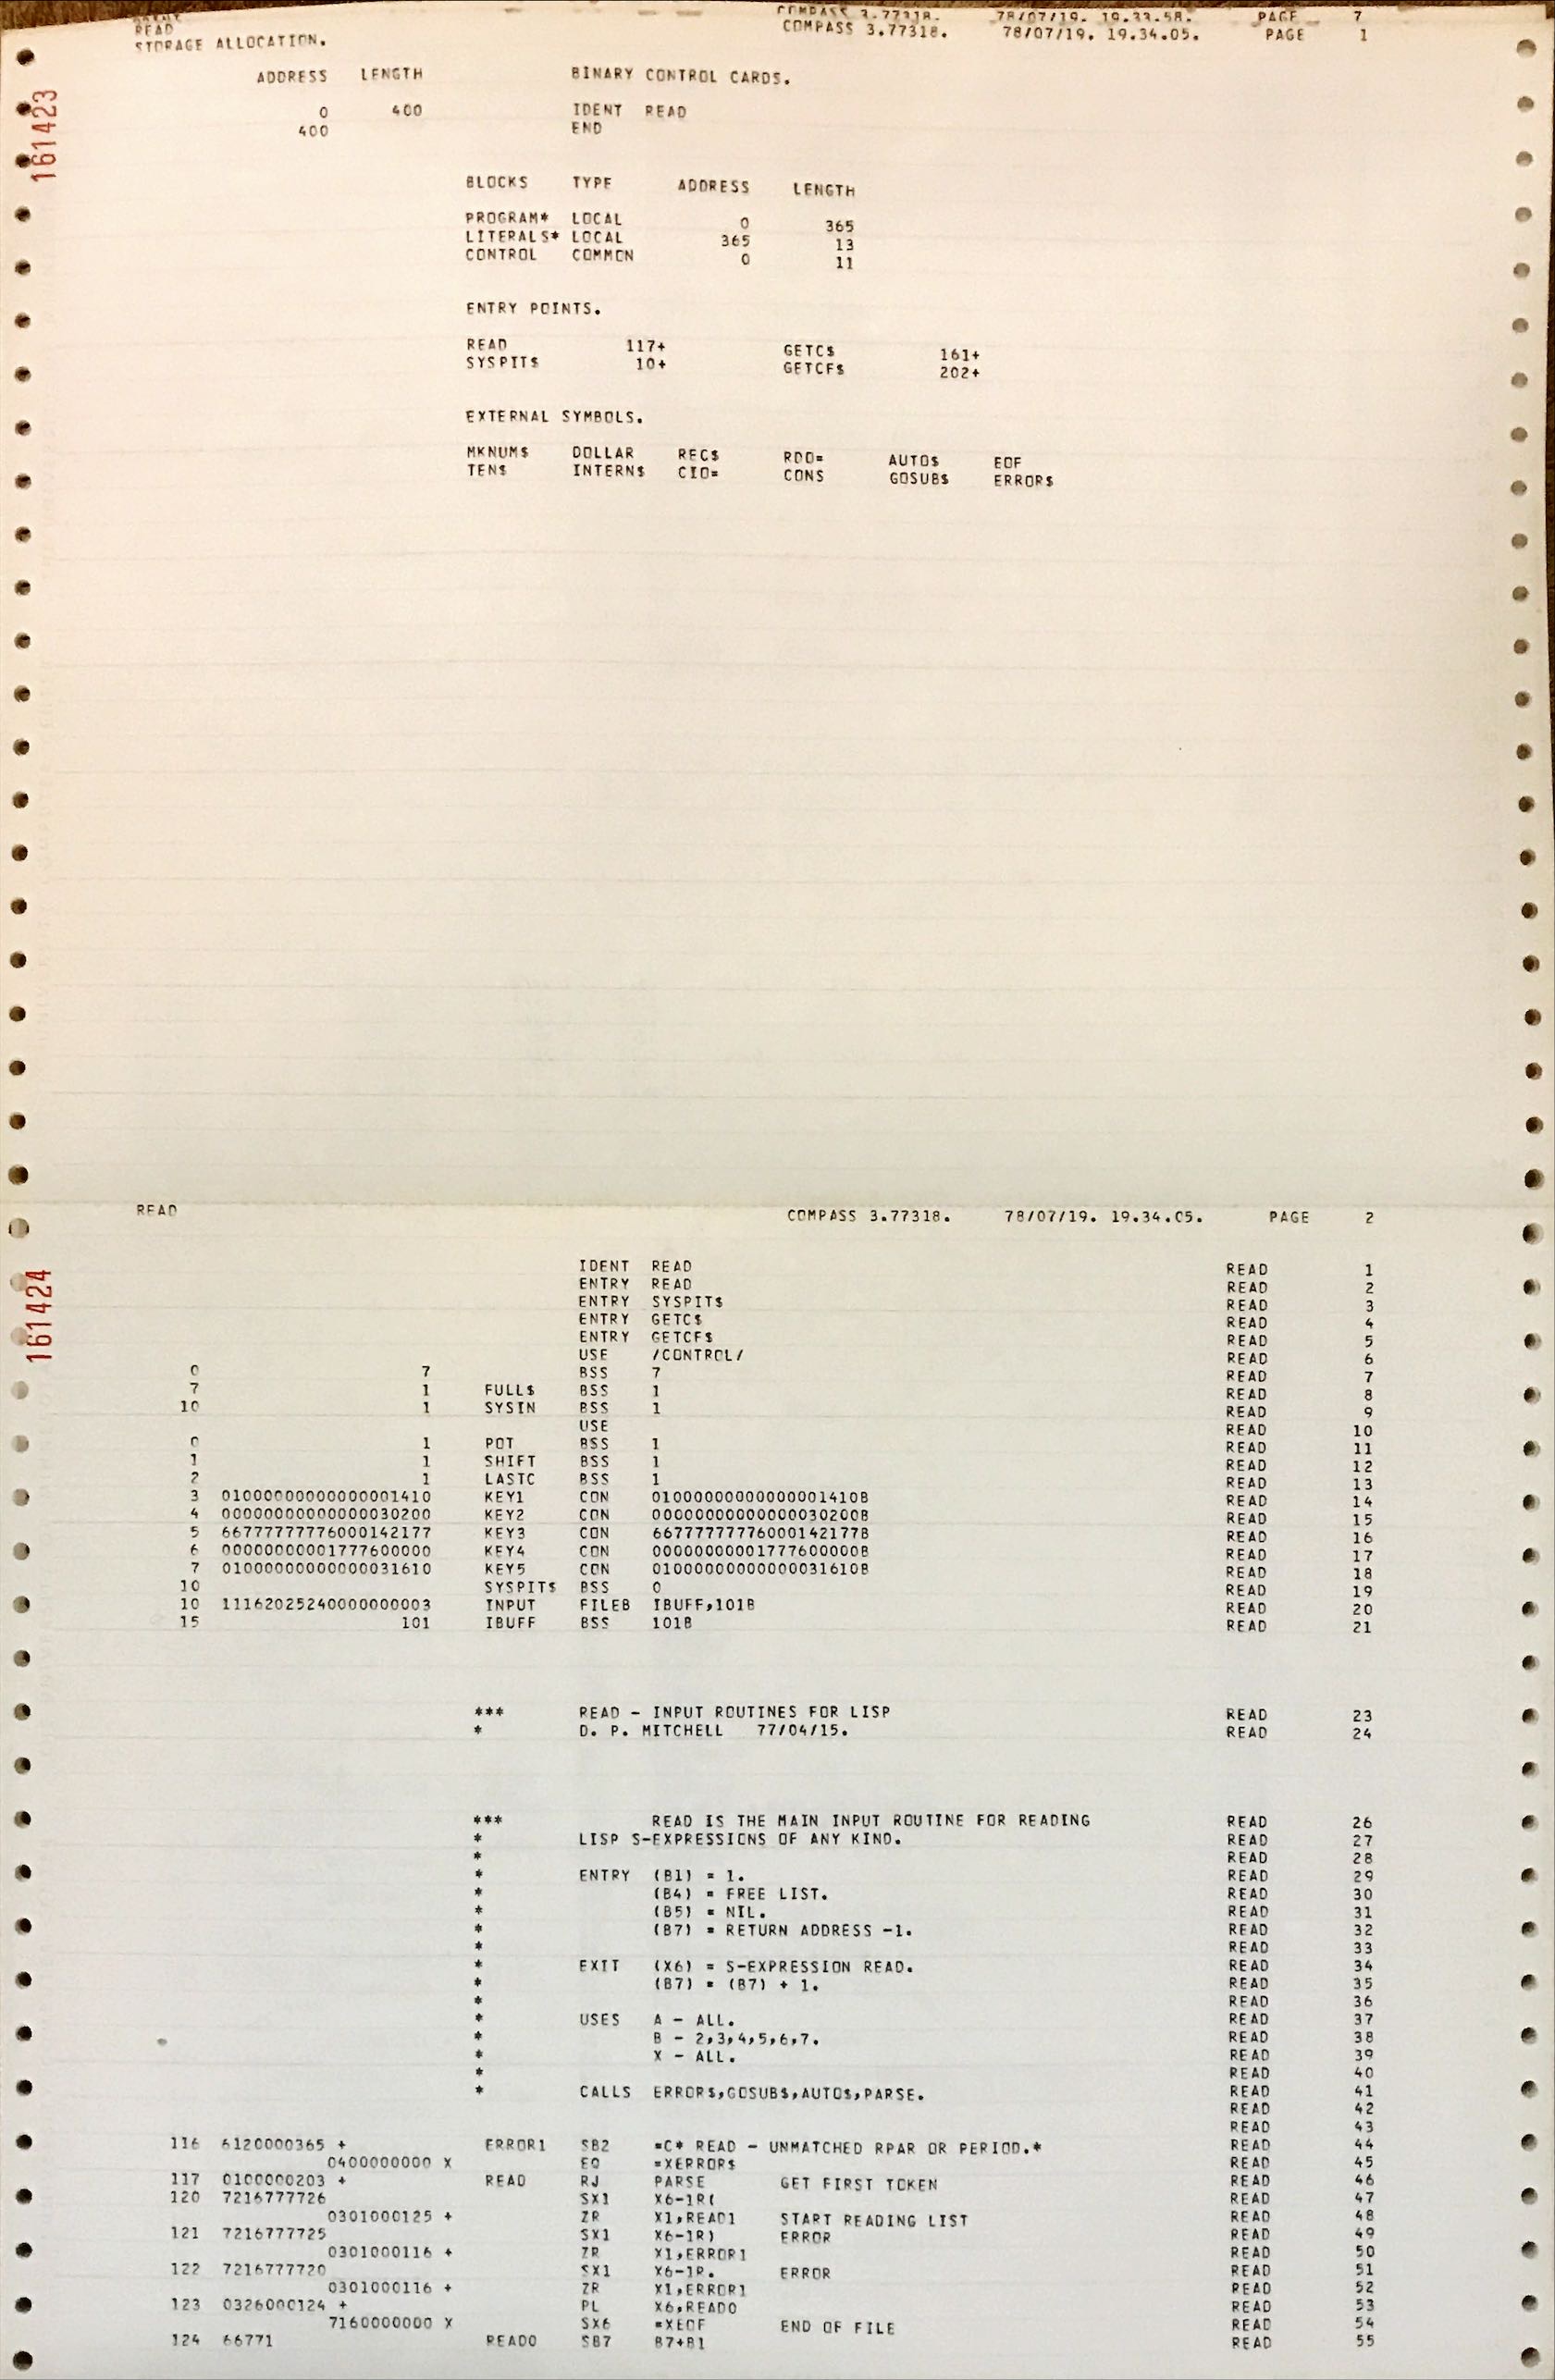 COMPASS 3.77318. 78/07/19. 19.33.58. PAGE 7
READ COMPASS 3.77318. 78/07/19. 19.34.05. PAGE 1
STORAGE ALLOCATION.
ADDRESS LENGTH BINARY CONTROL CARDS.
0 400 IDENT READ
400 END
161423
BLOCKS TYPE ADDRESS LENGTH
PROGRAM* LOCAL 0 365
LITERALS* LOCAL 365 13
CONTROL COMMON 0 11
ENTRY POINTS.
READ 117+ GETC$ 161+
SYSPIT$ 10+ GETCF$ 202+
EXTERNAL SYMBOLS.
MKNUM$ DOLLAR REC$ RDO= AUTO$ EOF
TEN$ INTERN$ CIO= CONS GOSUB$ ERROR$
READ COMPASS 3.77318. 78/07/19. 19.34.05. PAGE 2
161424
IDENT READ READ 1
ENTRY READ READ 2
ENTRY SYSPIT$ READ 3
ENTRY GETC$ READ 4
ENTRY GETCF$ READ 5
USE /CONTROL/ READ 6
0 7 BSS 7 READ 7
7 1 FULL$ BSS 1 READ 8
10 1 SYSIN BSS 1 READ 9
USE READ 10
0 1 POT BSS 1 READ 11
1 1 SHIFT BSS 1 READ 12
2 1 LASTC BSS 1 READ 13
3 01000000000000001410 KEY1 CON 01000000000000001410B READ 14
4 00000000000000030200 KEY2 CON 00000000000000030200B READ 15
5 66777777776000142177 KEY3 CON 66777777776000142177B READ 16
6 00000000001777600000 KEY4 CON 00000000001777600000B READ 17
7 01000000000000031610 KEY5 CON 01000000000000031610B READ 18
10 SYSPIT$ BSS 0 READ 19
10 11162025240000000003 INPUT FILEB IBUFF,101B READ 20
15 101 IBUFF BSS 101B READ 21
*** READ - INPUT ROUTINES FOR LISP READ 23
* D. P. MITCHELL 77/04/15. READ 24
*** READ IS THE MAIN INPUT ROUTINE FOR READING READ 26
* LISP S-EXPRESSIONS OF ANY KIND. READ 27
* READ 28
* ENTRY (B1) = 1. READ 29
* (B4) = FREE LIST. READ 30
* (B5) = NIL. READ 31
* (B7) = RETURN ADDRESS -1. READ 32
* READ 33
* EXIT (X6) = S-EXPRESSION READ. READ 34
* (B7) = (B7) + 1. READ 35
* READ 36
* USES A - ALL. READ 37
* B - 2,3,4,5,6,7. READ 38
* X - ALL. READ 39
* READ 40
* CALLS ERROR$,GOSUB$,AUTO$,PARSE. READ 41
READ 42
READ 43
116 6120000365 + ERROR1 SB2 =C* READ - UNMATCHED RPAR OR PERIOD.* READ 44
0400000000 X EQ =XERROR$ READ 45
117 0100000203 + READ RJ PARSE GET FIRST TOKEN READ 46
120 7216777726 SX1 X6-1R( READ 47
0301000125 + ZR X1,READ1 START READING LIST READ 48
121 7216777725 SX1 X6-1R) ERROR READ 49
0301000116 + ZR X1,ERROR1 READ 50
122 7216777720 SX1 X6-1R. ERROR READ 51
0301000116 + ZR X1,ERROR1 READ 52
123 0326000124 + PL X6,READ0 READ 53
7160000000 X SX6 =XEOF END OF FILE READ 54
124 66771 READ0 SB7 B7+B1 READ 55